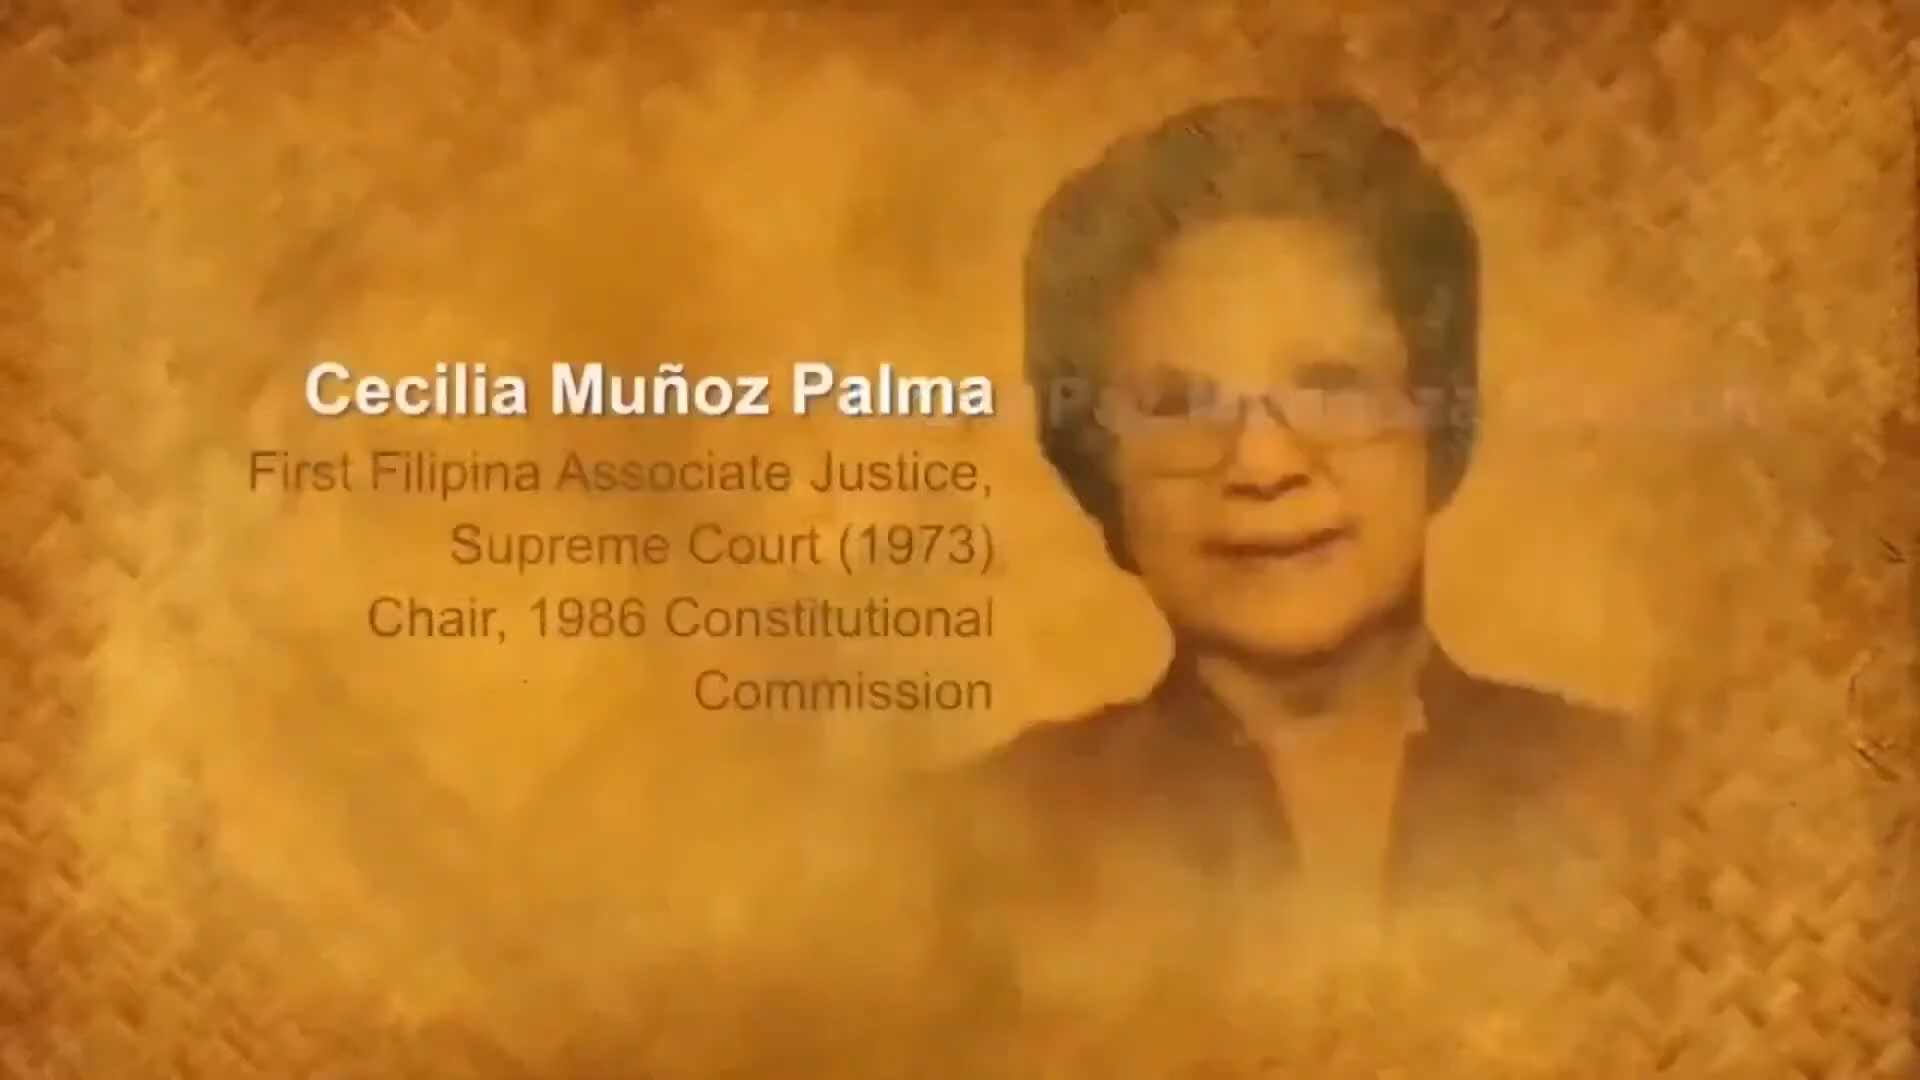 Cecilia Muñoz Palma
First Filipina Associate Justice,
Supreme Court (1973)
Chair, 1986 Constitutional
Commission